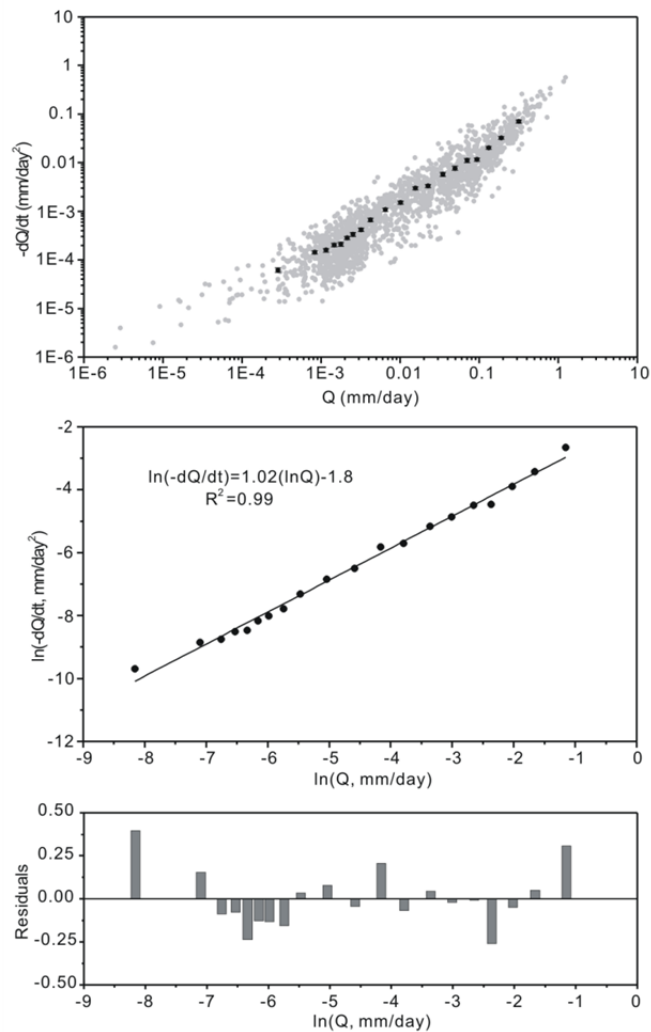 10
1
0.1
0.01
1E-3
1E-4
1E-5
1E-6
-dQ/dt (mm/day²)
1E-6 1E-5 1E-4 1E-3 0.01 0.1 1 10
Q (mm/day)
-2
-4
-6
-8
-10
-12
ln(-dQ/dt, mm/day²)
ln(-dQ/dt)=1.02(lnQ)-1.8
R²=0.99
-9 -8 -7 -6 -5 -4 -3 -2 -1 0
ln(Q, mm/day)
0.50
0.25
0.00
-0.25
-0.50
Residuals
-9 -8 -7 -6 -5 -4 -3 -2 -1 0
ln(Q, mm/day)